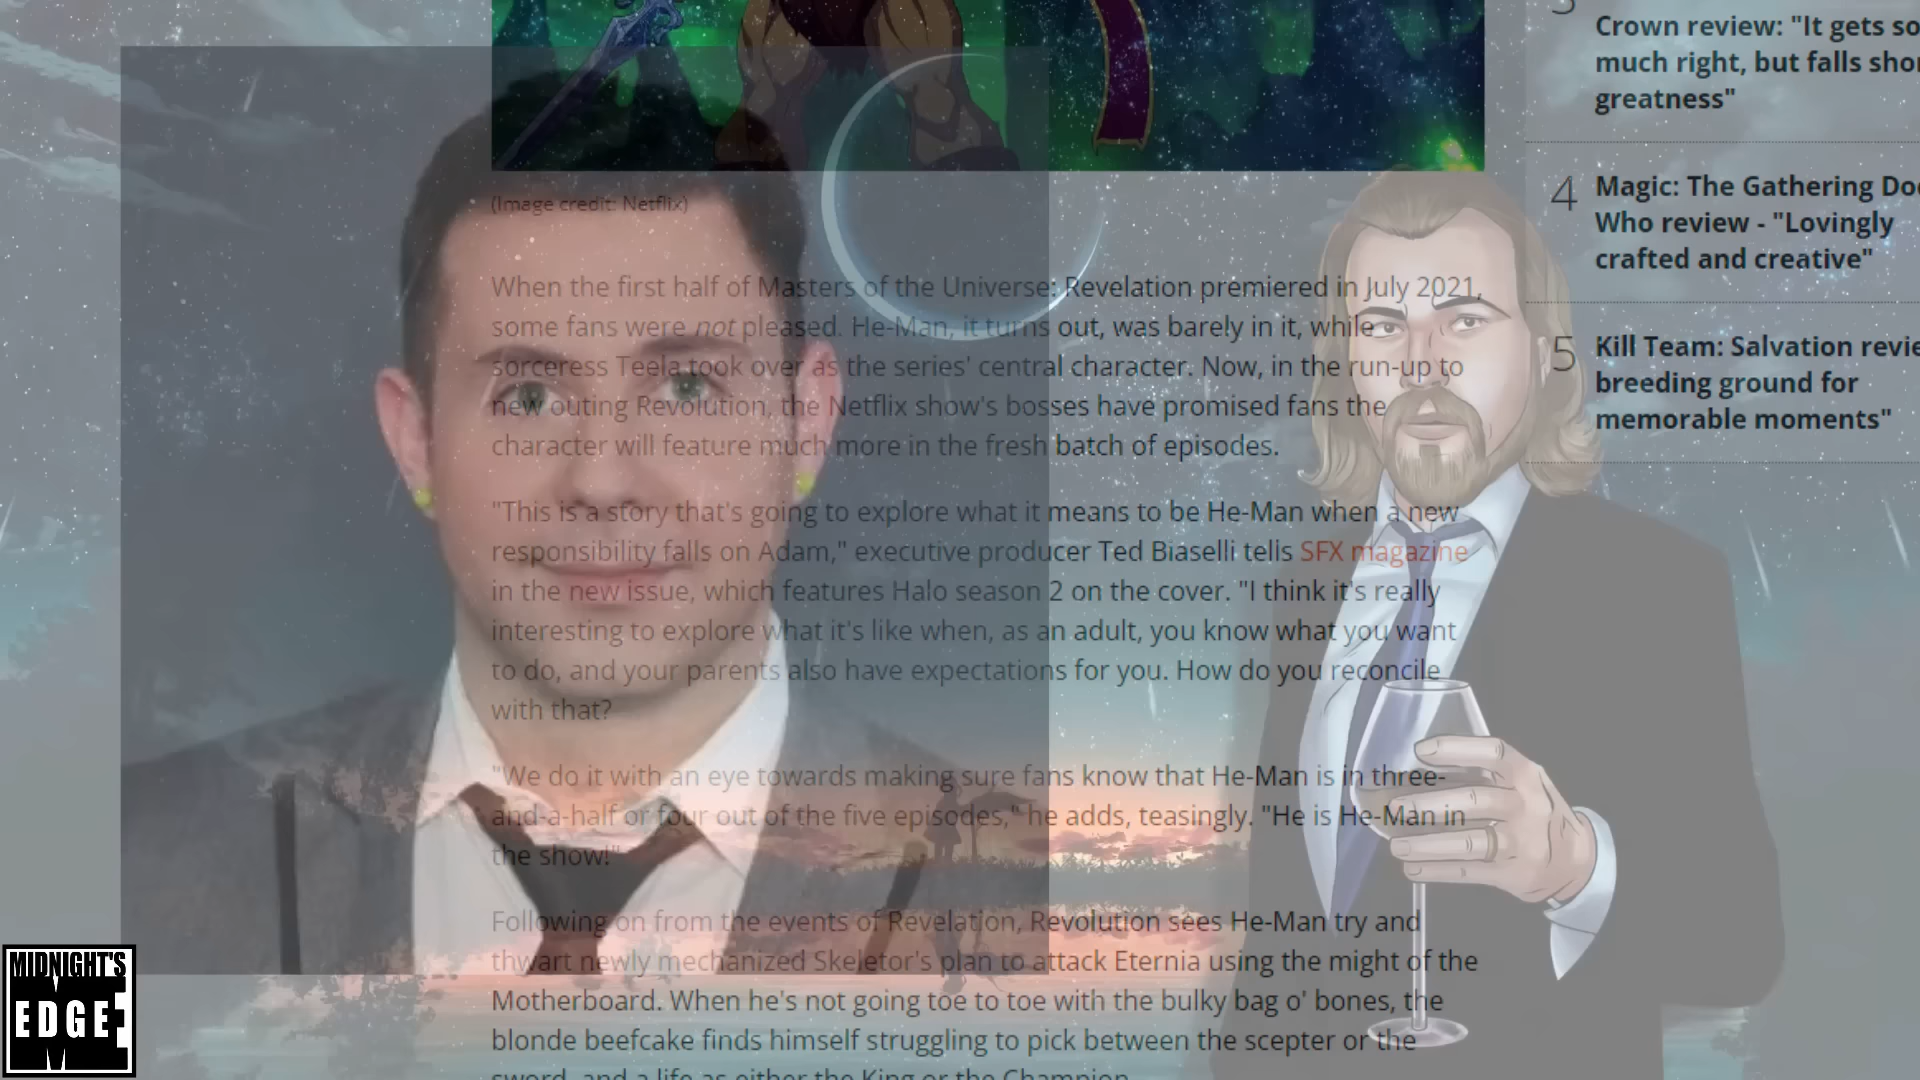 (Image credit: Netflix)
When the first half of Masters of the Universe: Revelation premiered in July 2021,
some fans were not pleased. He-Man, it turns out, was barely in it, while
sorceress Teela took over as the series' central character. Now, in the run-up to
new outing Revolution, the Netflix show's bosses have promised fans the
character will feature much more in the fresh batch of episodes.
"This is a story that's going to explore what it means to be He-Man when a new
responsibility falls on Adam," executive producer Ted Biaselli tells SFX magazine
in the new issue, which features Halo season 2 on the cover. "I think it's really
interesting to explore what it's like when, as an adult, you know what you want
to do, and your parents also have expectations for you. How do you reconcile
with that?
"We do it with an eye towards making sure fans know that He-Man is in three-
and-a-half or four out of the five episodes," he adds, teasingly. "He is He-Man in
the show!"
Following on from the events of Revelation, Revolution sees He-Man try and
thwart newly mechanized Skeletor's plan to attack Eternia using the might of the
Motherboard. When he's not going toe to toe with the bulky bag o' bones, the
blonde beefcake finds himself struggling to pick between the scepter or the
sword, and a life as either the King or the Champion.
Crown review: "It gets so
much right, but falls
greatness"
4
Magic: The Gathering
Who review - "Lovingly
crafted and creative"
5
Kill Team: Salvation
breeding ground for
memorable moments"
MIDNIGHT'S
EDGE